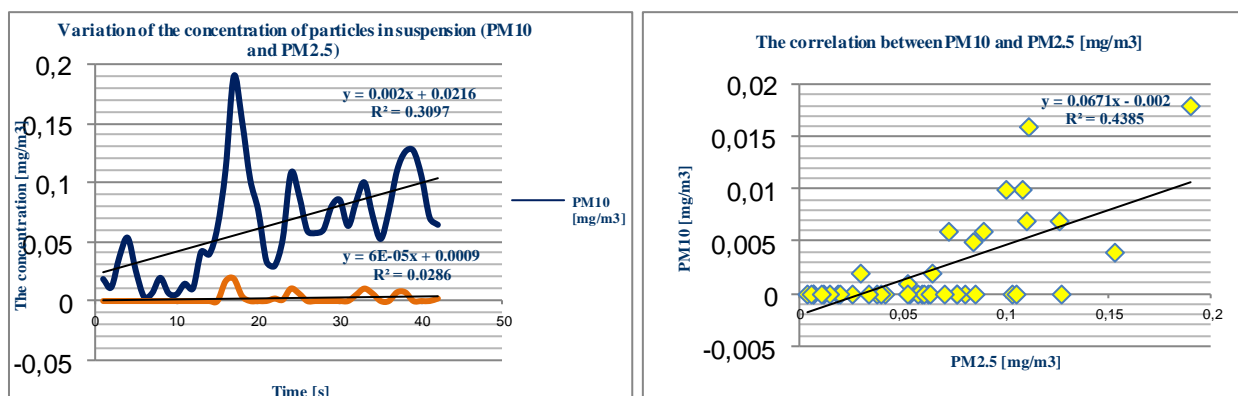 Variation of the concentration of particles in suspension (PM10
and PM2.5)
The concentration [mg/m3]
0,2
0,15
0,1
0,05
0
-0,05
0
10
20
30
40
50
y = 0.002x + 0.0216
R² = 0.3097
y = 6E-05x + 0.0009
R² = 0.0286
PM10
[mg/m3]
Time [s]
The correlation between PM10 and PM2.5 [mg/m3]
PM10 [mg/m3]
0,02
0,015
0,01
0,005
0
-0,005
0
0,05
0,1
0,15
0,2
y = 0.0671x - 0.002
R² = 0.4385
PM2.5 [mg/m3]